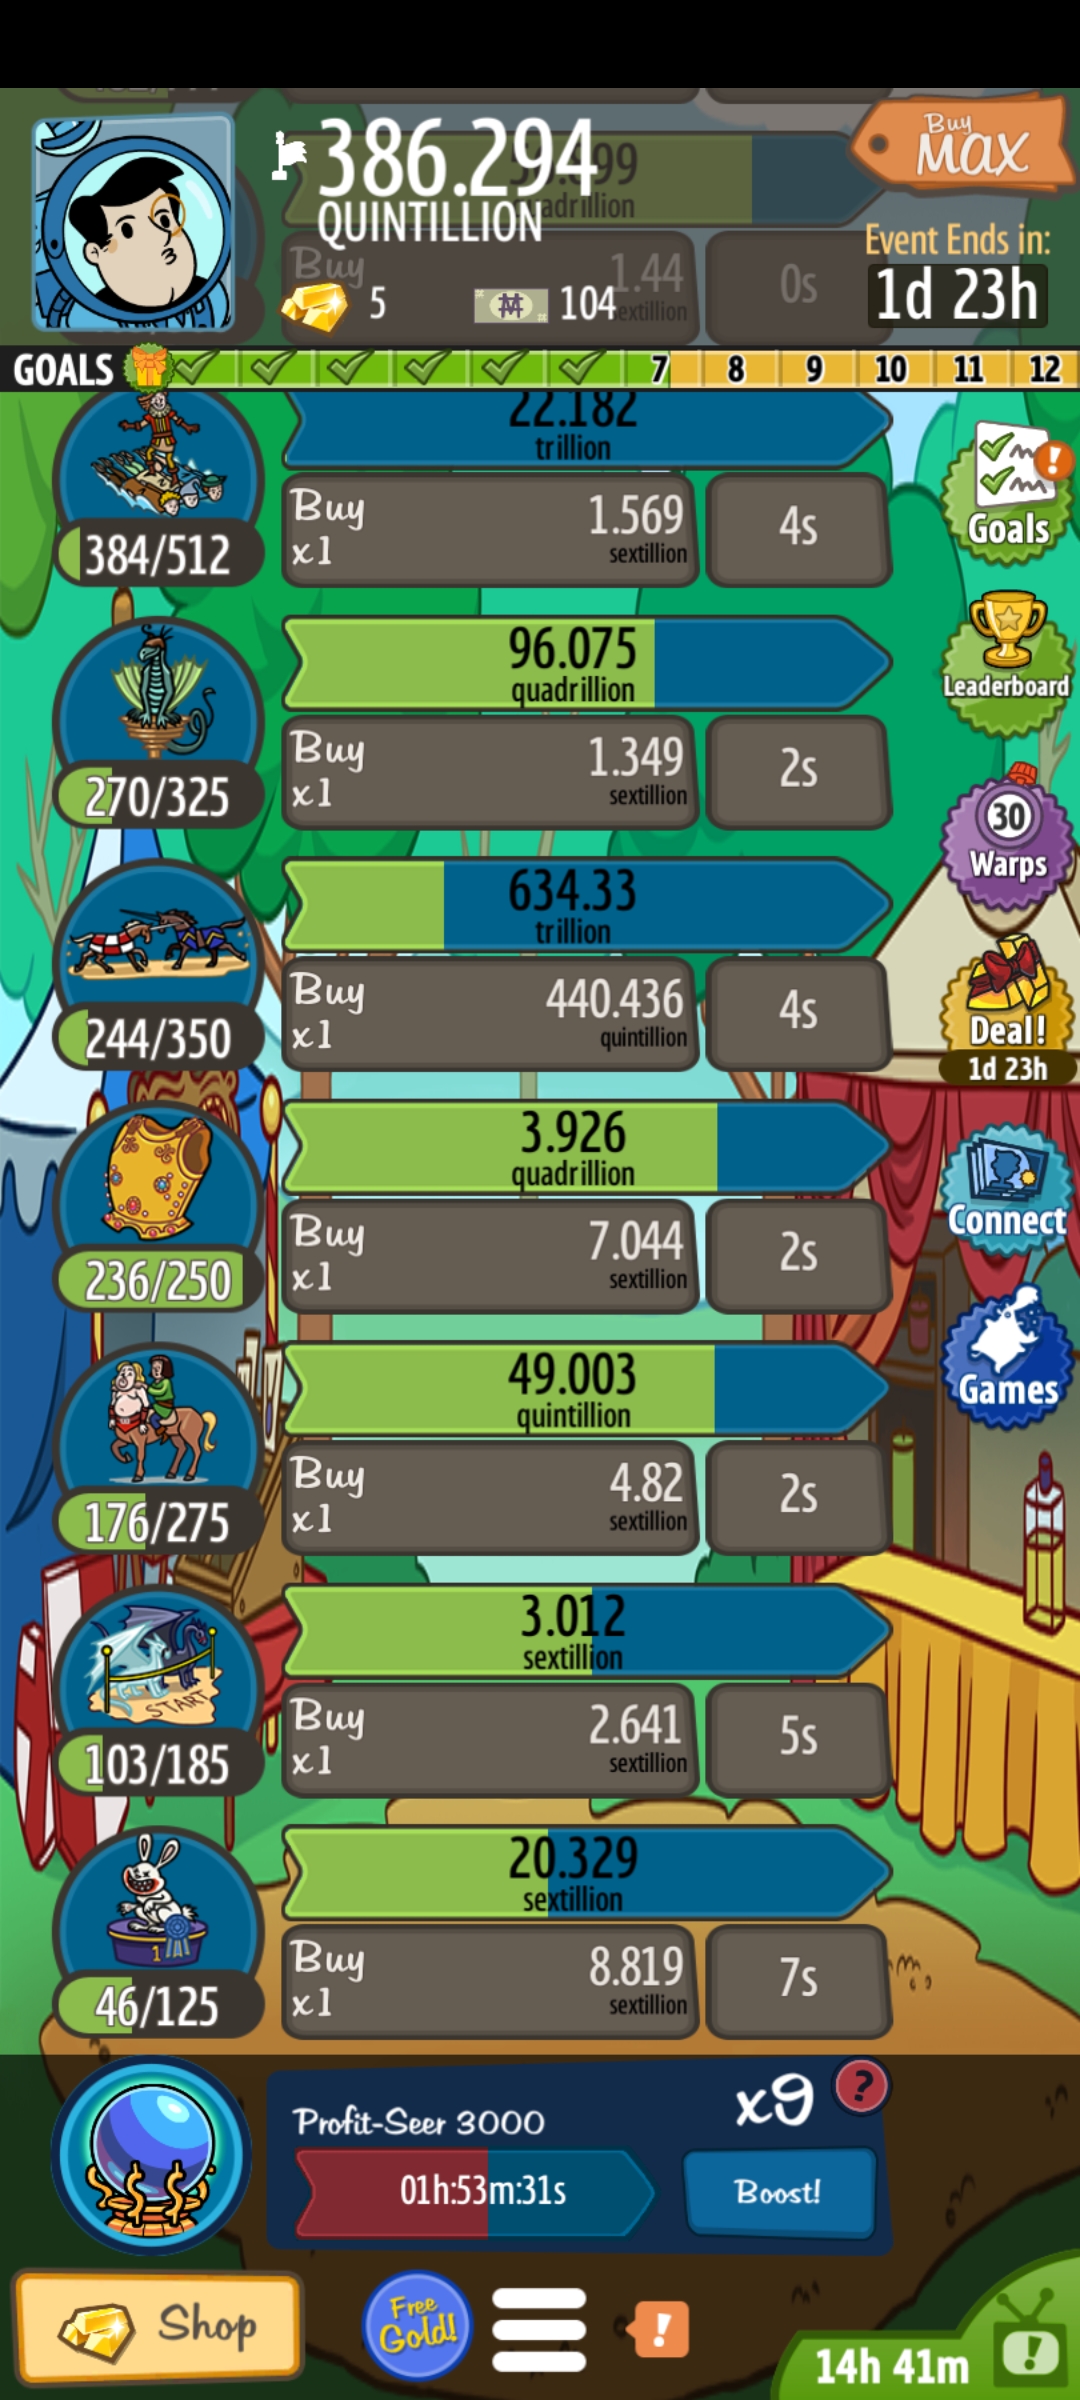 386.294
QUINTILLION
5
104
Buy
MAX
Event Ends in:
1d 23h
Buy
1.44
sextillion
0s
GOALS
7 8 9 10 11 12
22.182
trillion
384/512
Buy
x1
1.569
sextillion
4s
Goals
96.075
quadrillion
270/325
Buy
x1
1.349
sextillion
2s
Leaderboard
634.33
trillion
244/350
Buy
x1
440.436
quintillion
4s
30
Warps
Deal!
1d 23h
3.926
quadrillion
236/250
Buy
x1
7.044
sextillion
2s
Connect
49.003
quintillion
176/275
Buy
x1
4.82
sextillion
2s
Games
3.012
sextillion
START
103/185
Buy
x1
2.641
sextillion
5s
20.329
sextillion
1
46/125
Buy
x1
8.819
sextillion
7s
Profit-Seer 3000
x9
?
01h:53m:31s
Boost!
Shop
Free
Gold!
!
14h 41m
!